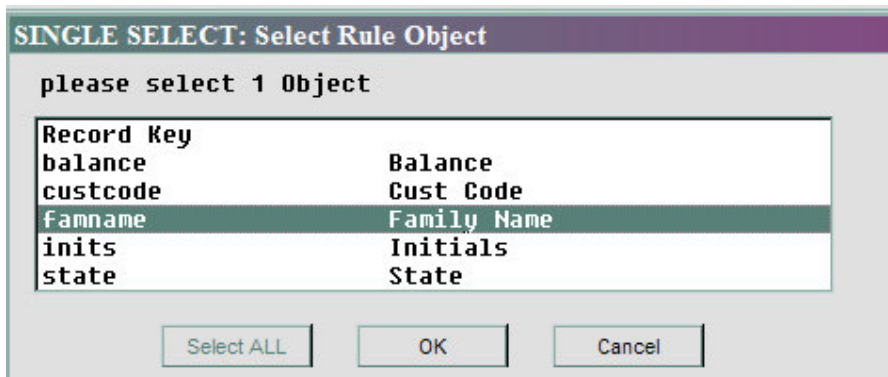 SINGLE SELECT: Select Rule Object
please select 1 Object
Record Key
balance Balance
custcode Cust Code
famname Family Name
inits Initials
state State
Select ALL OK Cancel